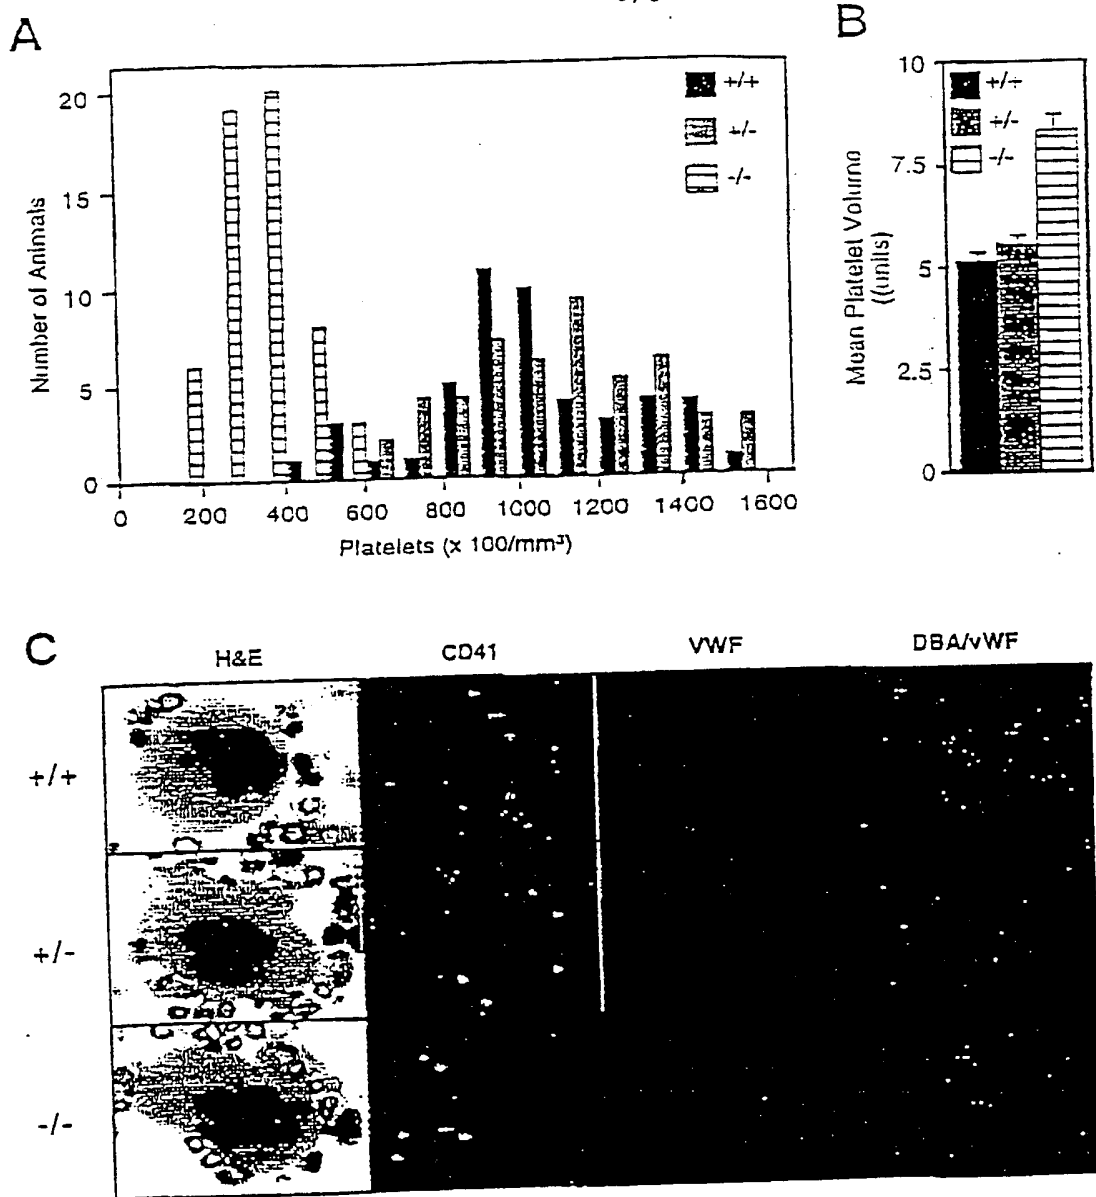 A
B
20
15
10
5
0
Number of Animals
+/+
+/-
-/-
0 200 400 600 800 1000 1200 1400 1600
Platelets (x 100/mm³)
10
7.5
5
2.5
0
Mean Platelet Volume
((units)
+/+
+/-
-/-
C
H&E CD41 VWF DBA/vWF
+/+
+/-
-/-